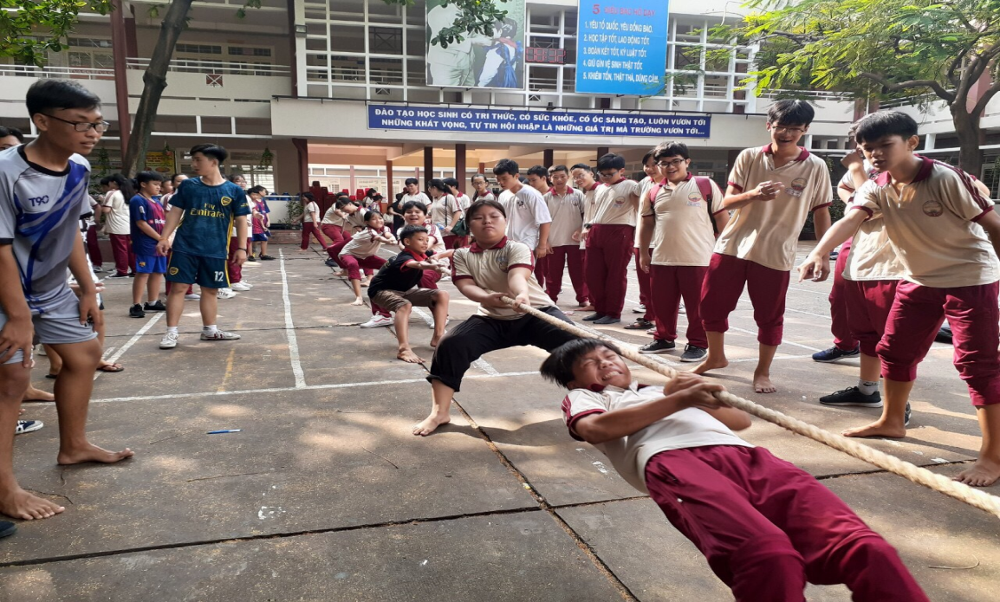 5
1. YÊU TỔ QUỐC, YÊU ĐỒNG BÀO.
2. HỌC TẬP TỐT, LAO ĐỘNG TỐT.
3. ĐOÀN KẾT TỐT, KỶ LUẬT TỐT.
4. GIỮ GÌN VỆ SINH THẬT TỐT.
5. KHIÊM TỐN, THẬT THÀ, DŨNG CẢM.
ĐÀO TẠO HỌC SINH CÓ TRI THỨC, CÓ SỨC KHỎE, CÓ ÓC SÁNG TẠO, LUÔN VƯƠN TỚI
NHỮNG KHÁT VỌNG, TỰ TIN HỘI NHẬP LÀ NHỮNG GIÁ TRỊ MÀ TRƯỜNG VƯƠN TỚI...
T90
Fly
Emirates
12